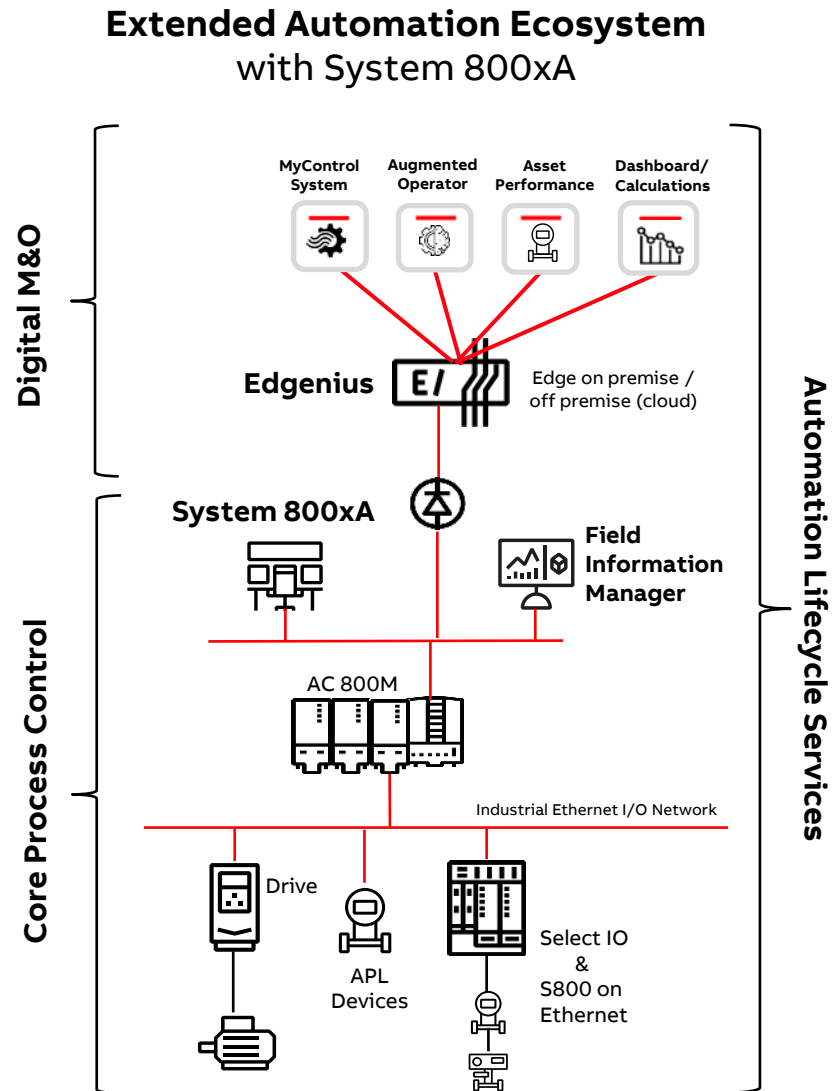 Extended Automation Ecosystem
with System 800xA
Digital M&O
MyControl
System
Augmented
Operator
Asset
Performance
Dashboard/
Calculations
Edgenius
E/
Edge on premise /
off premise (cloud)
Automation Lifecycle Services
Core Process Control
System 800xA
Field
Information
Manager
AC 800M
Industrial Ethernet I/O Network
Drive
APL
Devices
Select IO
&
S800 on
Ethernet